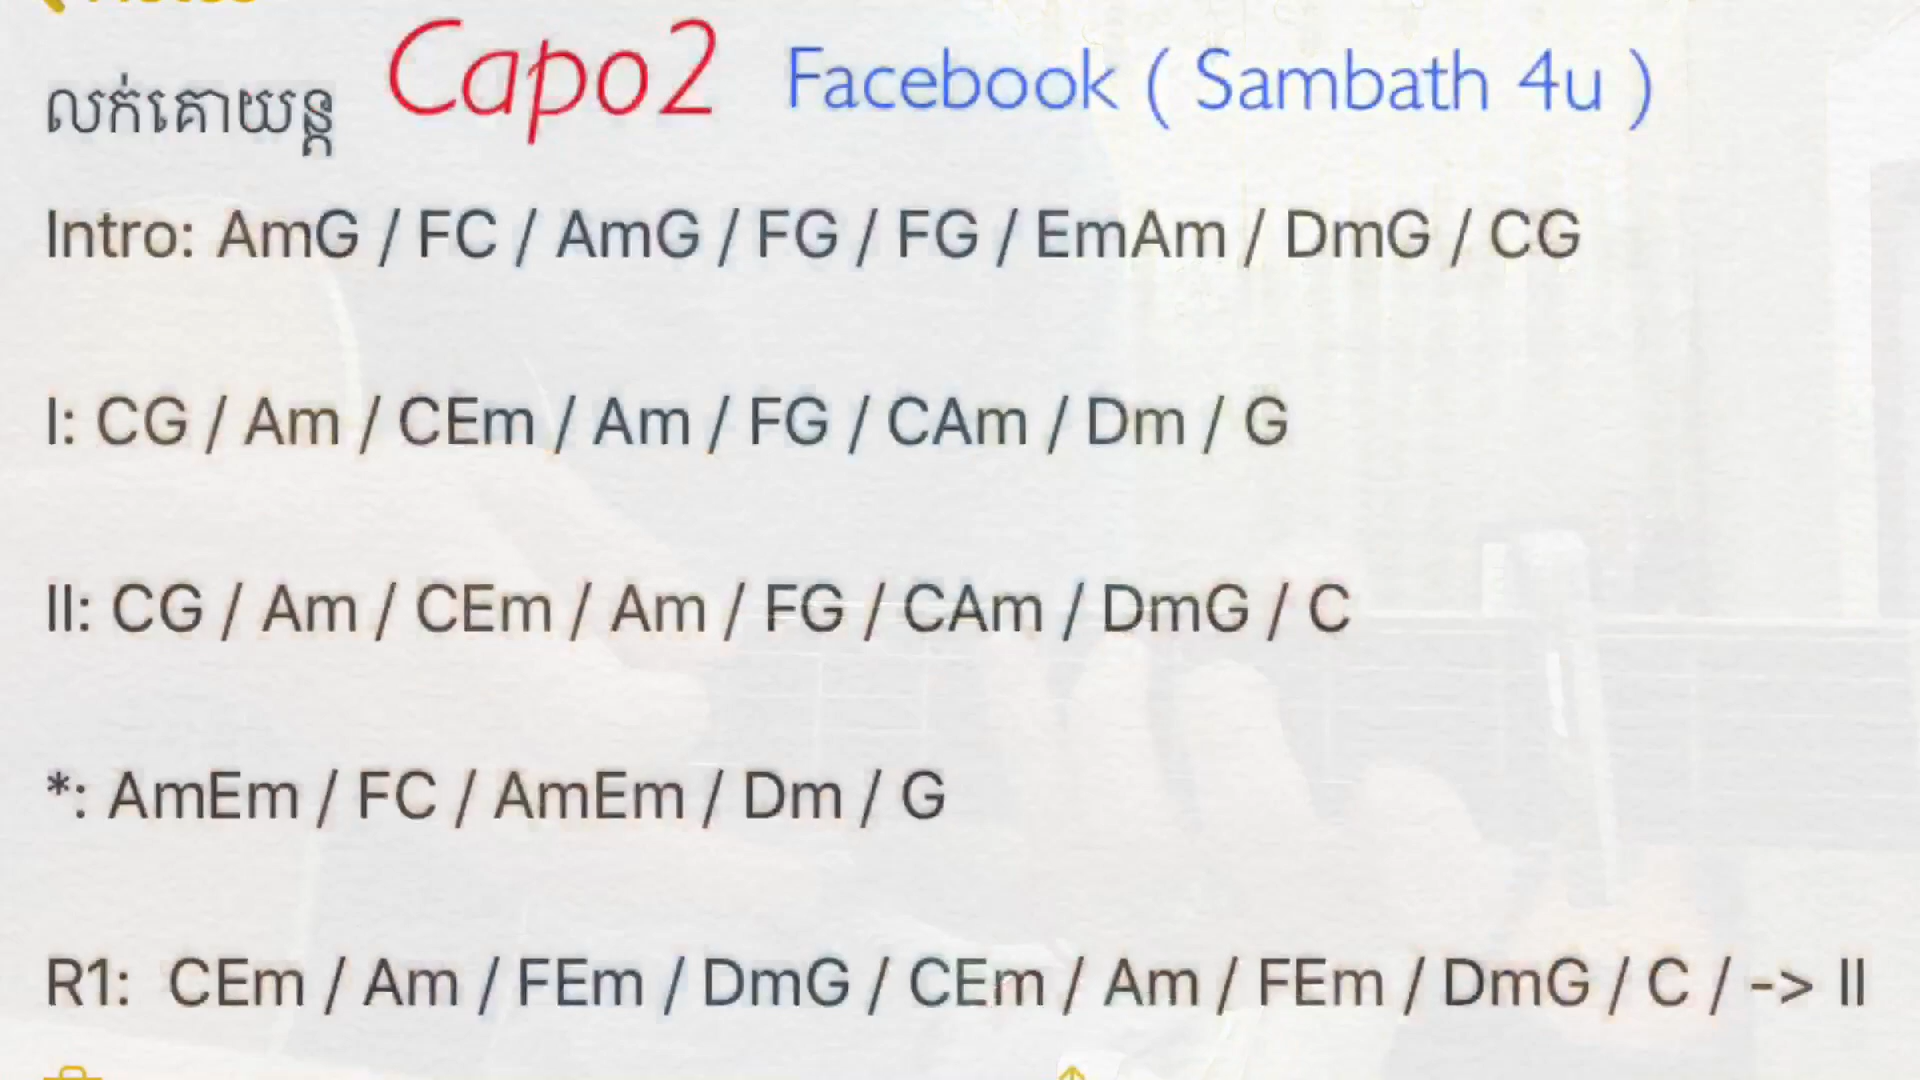 លក់គោយន្ត Capo2 Facebook ( Sambath 4u )
Intro: AmG / FC / AmG / FG / FG / EmAm / DmG / CG
I: CG / Am / CEm / Am / FG / CAm / Dm / G
II: CG / Am / CEm / Am / FG / CAm / DmG / C
*: AmEm / FC / AmEm / Dm / G
R1: CEm / Am / FEm / DmG / CEm / Am / FEm / DmG / C / -> II